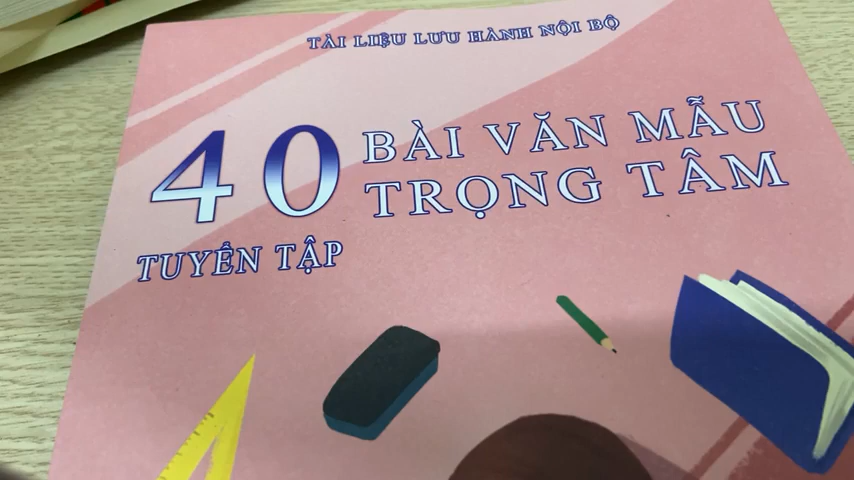 TÀI LIỆU LƯU HÀNH NỘI BỘ
40 BÀI VĂN MẪU
TRỌNG TÂM
TUYỂN TẬP